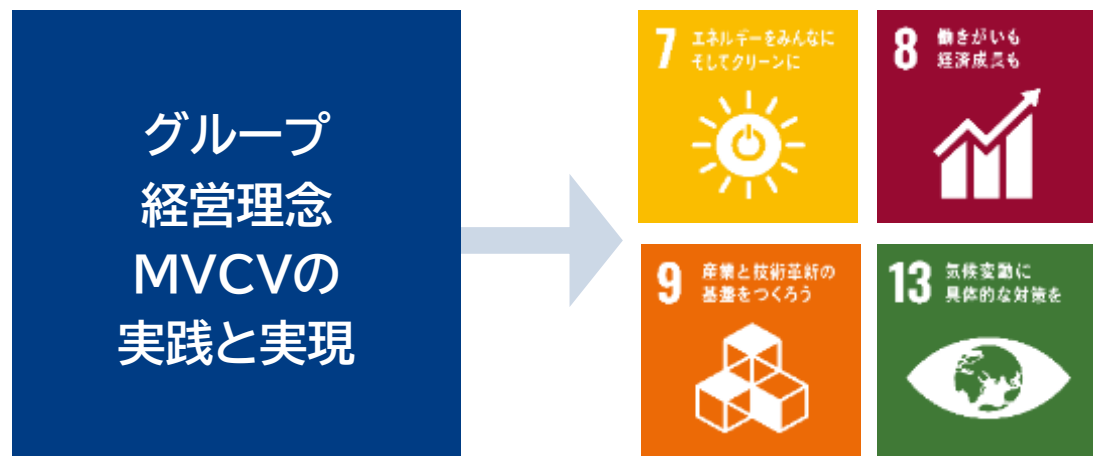 グループ
経営理念
MVCVの
実践と実現
7 エネルギーをみんなに
そしてクリーンに
8 働きがいも
経済成長も
9 産業と技術革新の
基盤をつくろう
13 気候変動に
具体的な対策を